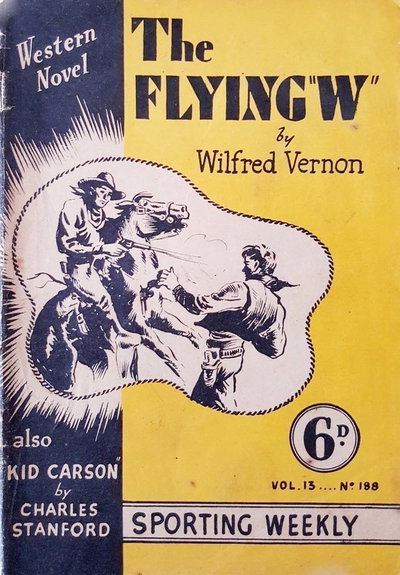 Western
Novel
The
FLYING "W"
by
Wilfred Vernon
also
"KID CARSON"
by
CHARLES
STANFORD
6D.
VOL. 13 .... No 188
SPORTING WEEKLY